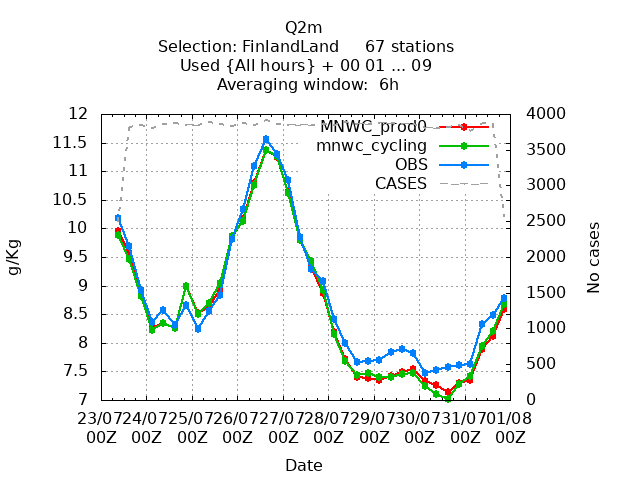 Q2m
Selection: FinlandLand     67 stations
Used {All hours} + 00 01 ... 09
Averaging window:  6h
MNWC_prod0
mnwc_cycling
OBS
CASES
12
11.5
11
10.5
10
9.5
9
8.5
8
7.5
7
g/Kg
4000
3500
3000
2500
2000
1500
1000
500
0
No cases
23/07 24/07 25/07 26/07 27/07 28/07 29/07 30/07 31/07 01/08
00Z 00Z 00Z 00Z 00Z 00Z 00Z 00Z 00Z 00Z
Date